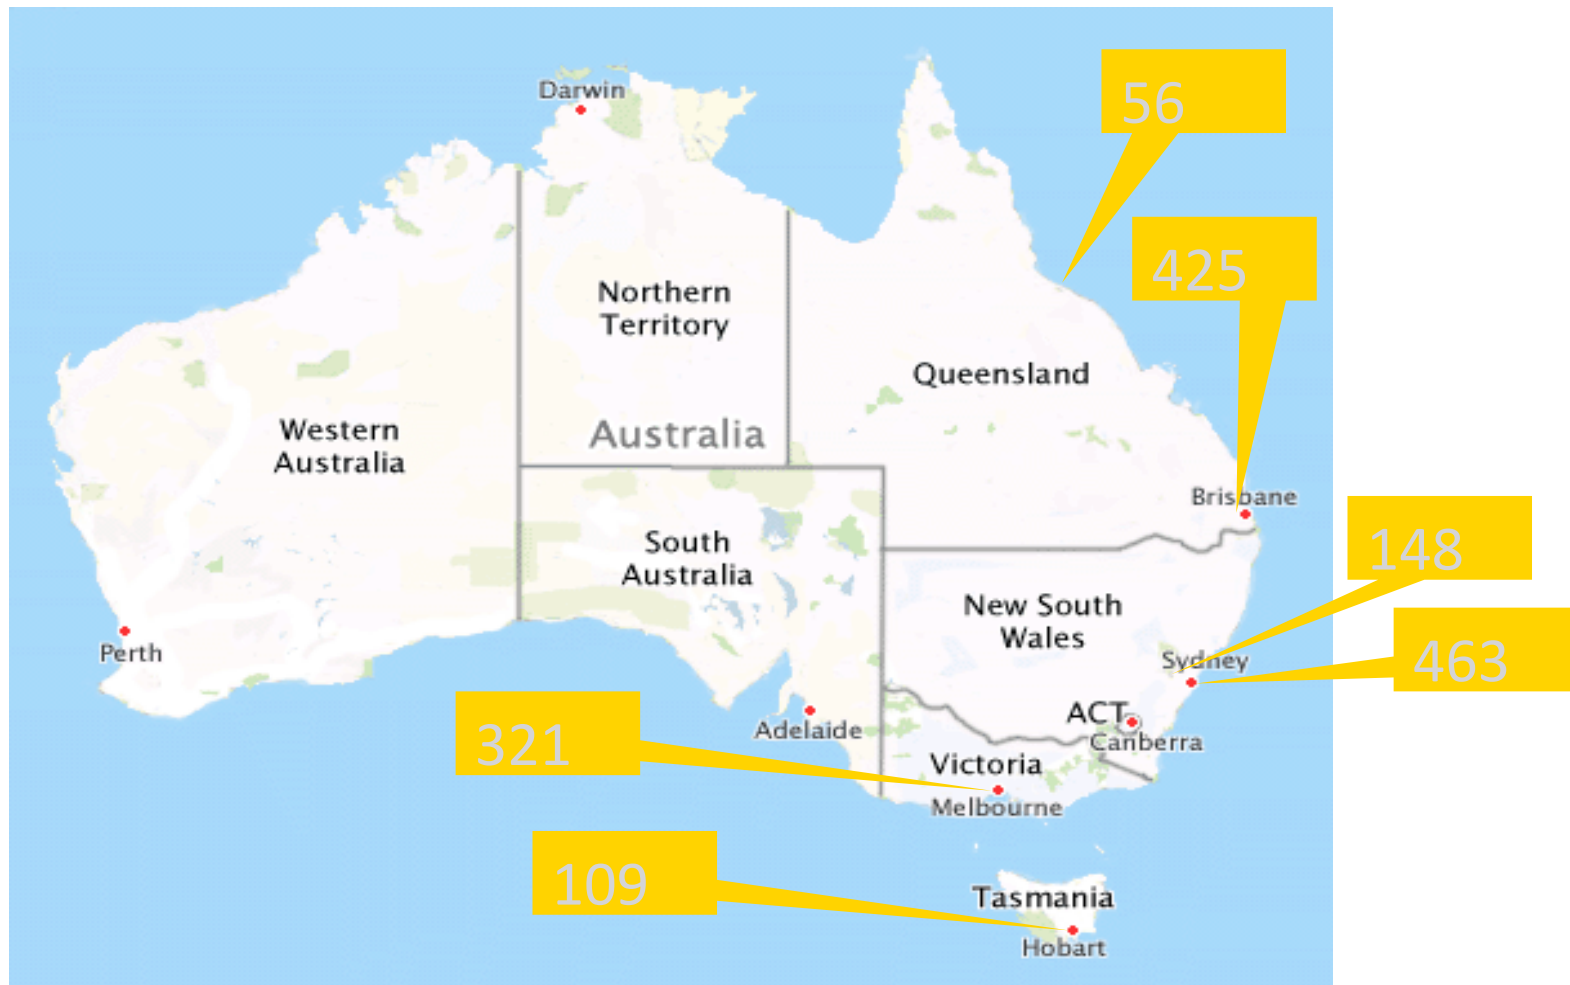 56
Darwin
425
Northern
Territory
Queensland
Western
Australia
Australia
Brisbane
South
Australia
148
New South
Wales
Perth
Sydney
463
321
Adelaide
ACT
Canberra
Victoria
Melbourne
109
Tasmania
Hobart